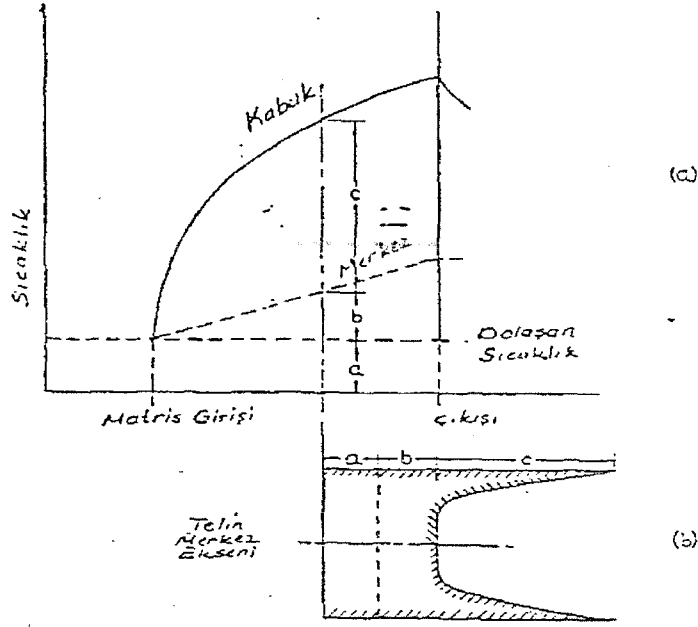 Kabuk
(a)
c
Merkez
Sıcaklık
b
Dolaşan
Sıcaklık
a
Matris Girişi
Çıkışı
a b c
Telin
Merkez
Ekseni
(b)